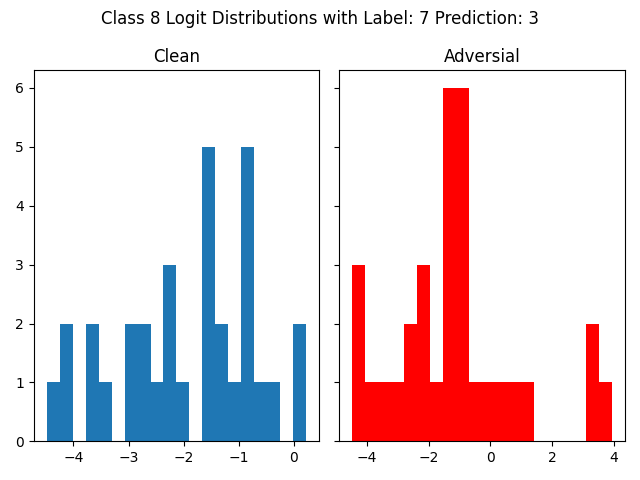 Class 8 Logit Distributions with Label: 7 Prediction: 3
Clean
Adversial
6
5
4
3
2
1
0
−4 −3 −2 −1 0
−4 −2 0 2 4